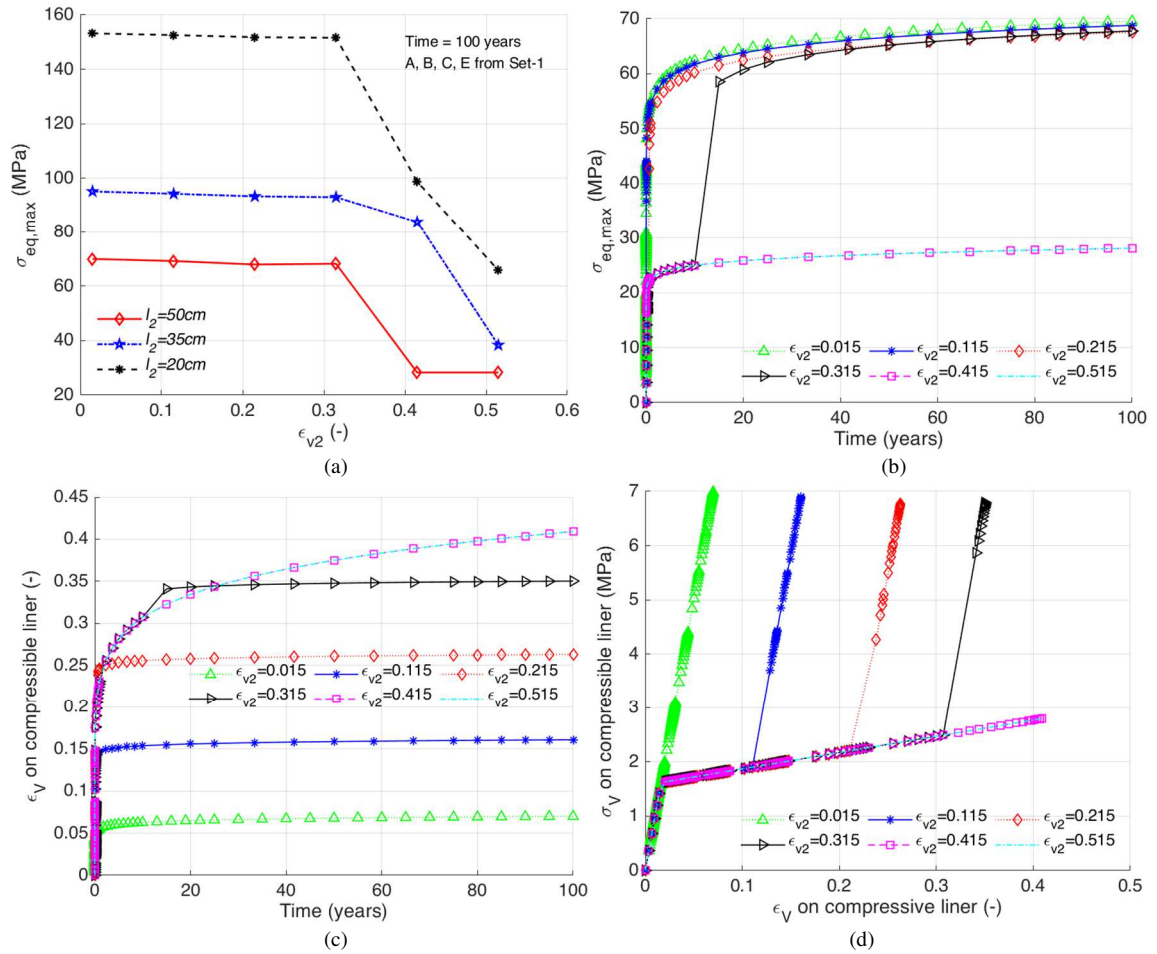 160
140
120
100
80
60
40
20
σeq,max (MPa)
Time = 100 years
A, B, C, E from Set-1
l2=50cm
l2=35cm
l2=20cm
0 0.1 0.2 0.3 0.4 0.5 0.6
ϵv2 (-)
(a)
70
60
50
40
30
20
10
0
σeq,max (MPa)
ϵv2=0.015 ϵv2=0.115 ϵv2=0.215
ϵv2=0.315 ϵv2=0.415 ϵv2=0.515
0 20 40 60 80 100
Time (years)
(b)
0.45
0.4
0.35
0.3
0.25
0.2
0.15
0.1
0.05
0
ϵV on compressible liner (-)
ϵv2=0.015 ϵv2=0.115 ϵv2=0.215
ϵv2=0.315 ϵv2=0.415 ϵv2=0.515
0 20 40 60 80 100
Time (years)
(c)
7
6
5
4
3
2
1
0
σV on compressible liner (MPa)
ϵv2=0.015 ϵv2=0.115 ϵv2=0.215
ϵv2=0.315 ϵv2=0.415 ϵv2=0.515
0 0.1 0.2 0.3 0.4 0.5
ϵV on compressive liner (-)
(d)